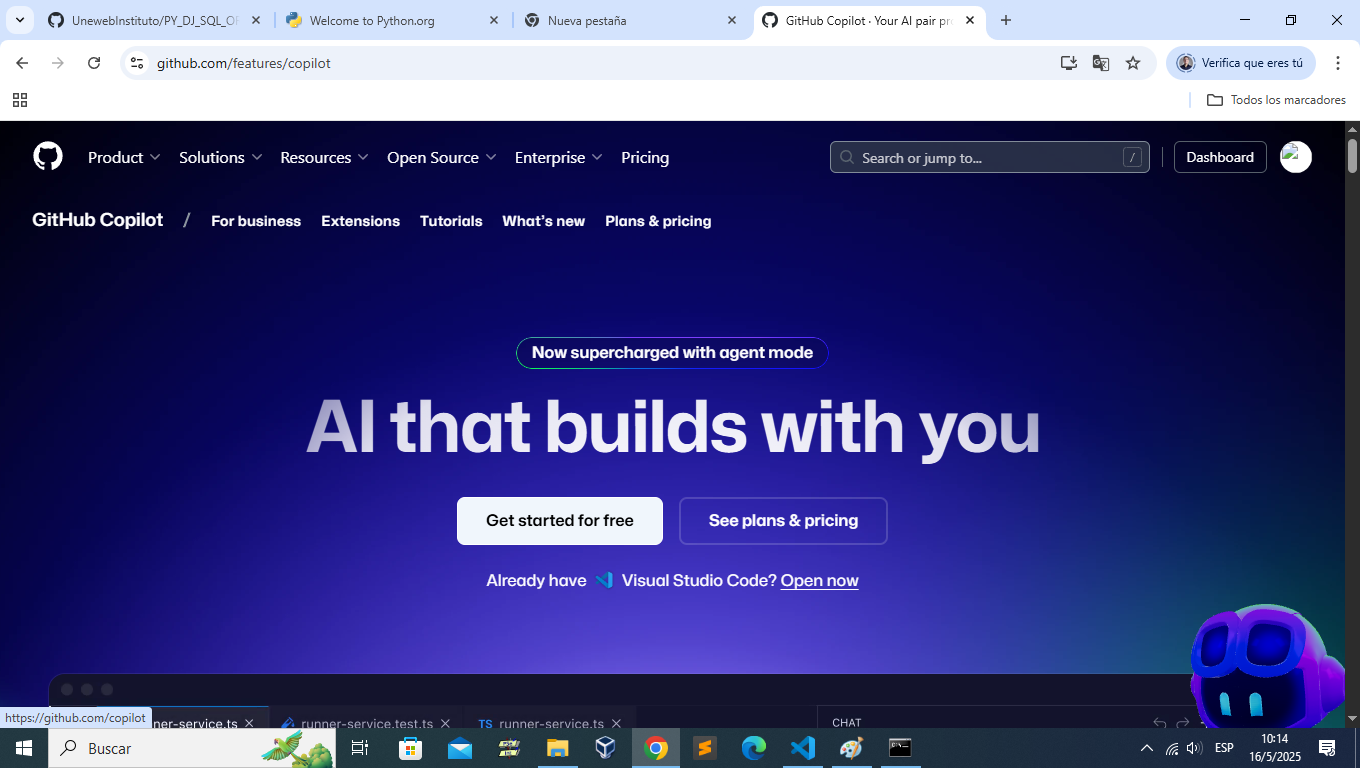 UnewebInstituto/PY_DJ_SQL_OF
Welcome to Python.org
Nueva pestaña
GitHub Copilot · Your AI pair pro
github.com/features/copilot
Verifica que eres tú
Todos los marcadores
Product
Solutions
Resources
Open Source
Enterprise
Pricing
Search or jump to...
/
Dashboard
GitHub Copilot / For business Extensions Tutorials What's new Plans & pricing
Now supercharged with agent mode
AI that builds with you
Get started for free
See plans & pricing
Already have Visual Studio Code? Open now
https://github.com/copilot
ner-service.ts
runner-service.test.ts
TS runner-service.ts
CHAT
Buscar
ESP
10:14
16/5/2025